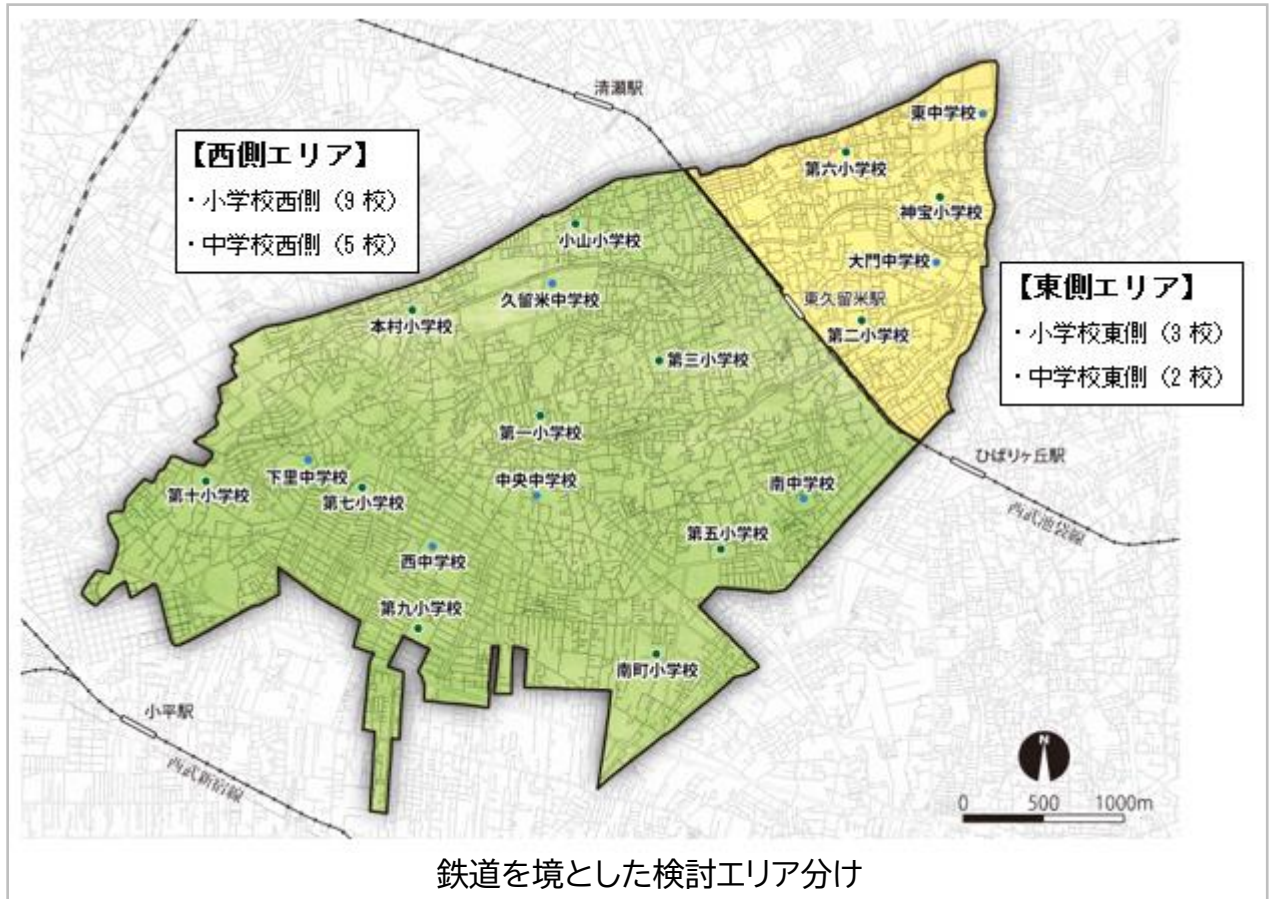 清瀬駅
東中学校
【西側エリア】
・小学校西側（9 校）
・中学校西側（5 校）
第六小学校
神宝小学校
小山小学校
大門中学校
【東側エリア】
・小学校東側（3 校）
・中学校東側（2 校）
久留米中学校
東久留米駅
本村小学校
第二小学校
第三小学校
第一小学校
ひばりヶ丘駅
下里中学校
中央中学校
南中学校
第十小学校
第七小学校
西武池袋線
第五小学校
西中学校
第九小学校
南町小学校
小平駅
西武新宿線
N
0 500 1000m
鉄道を境とした検討エリア分け